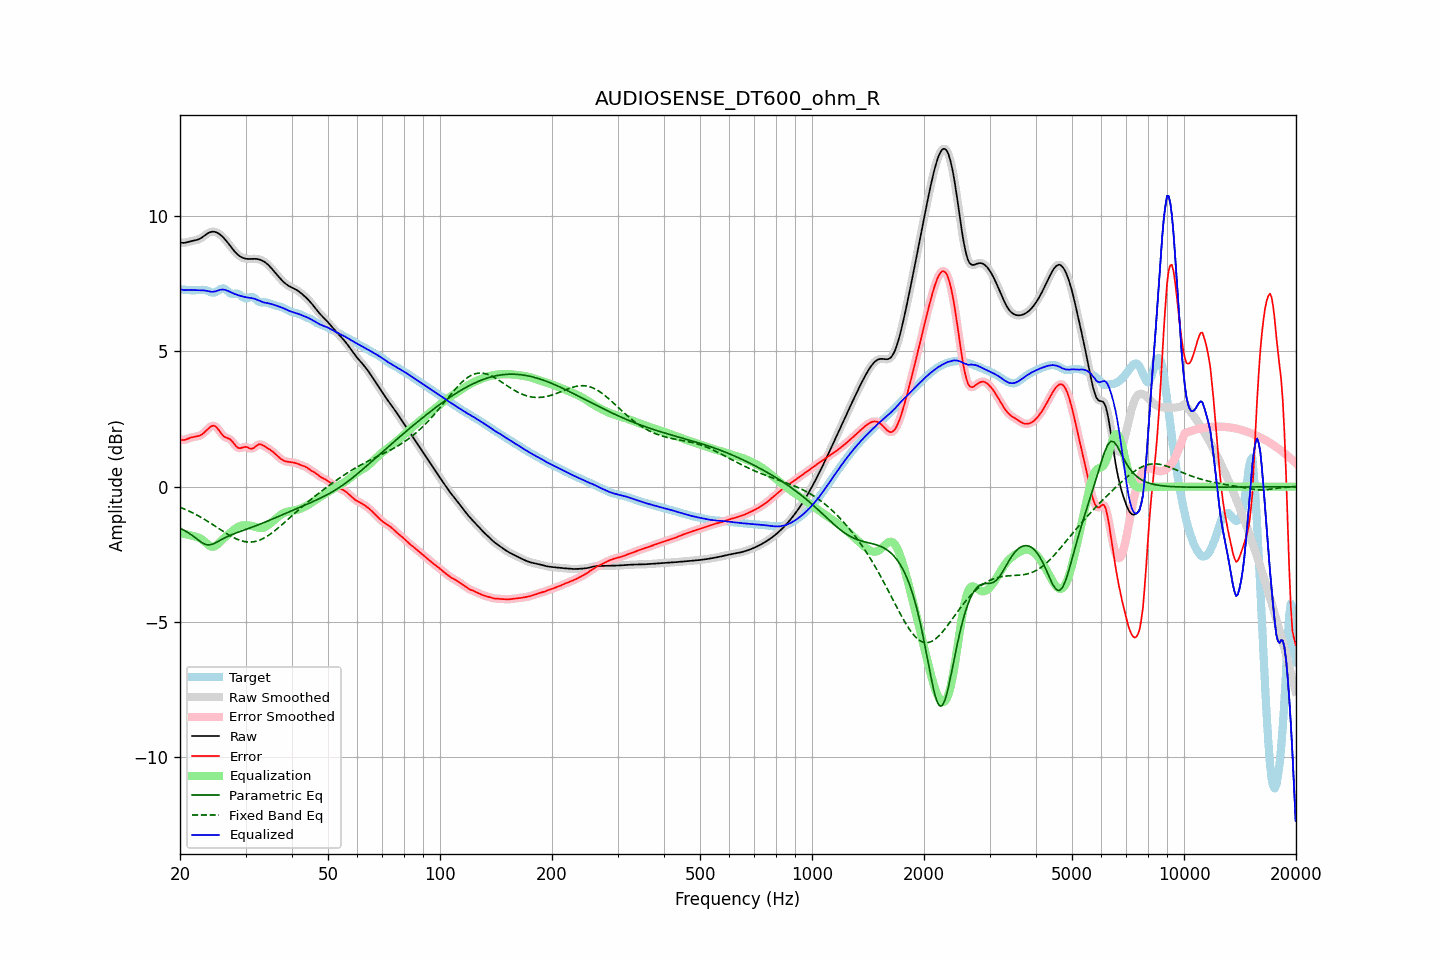 AUDIOSENSE_DT600_ohm_R
Amplitude (dBr)
10
5
0
−5
−10
Target
Raw Smoothed
Error Smoothed
Raw
Error
Equalization
Parametric Eq
Fixed Band Eq
Equalized
20 50 100 200 500 1000 2000 5000 10000 20000
Frequency (Hz)